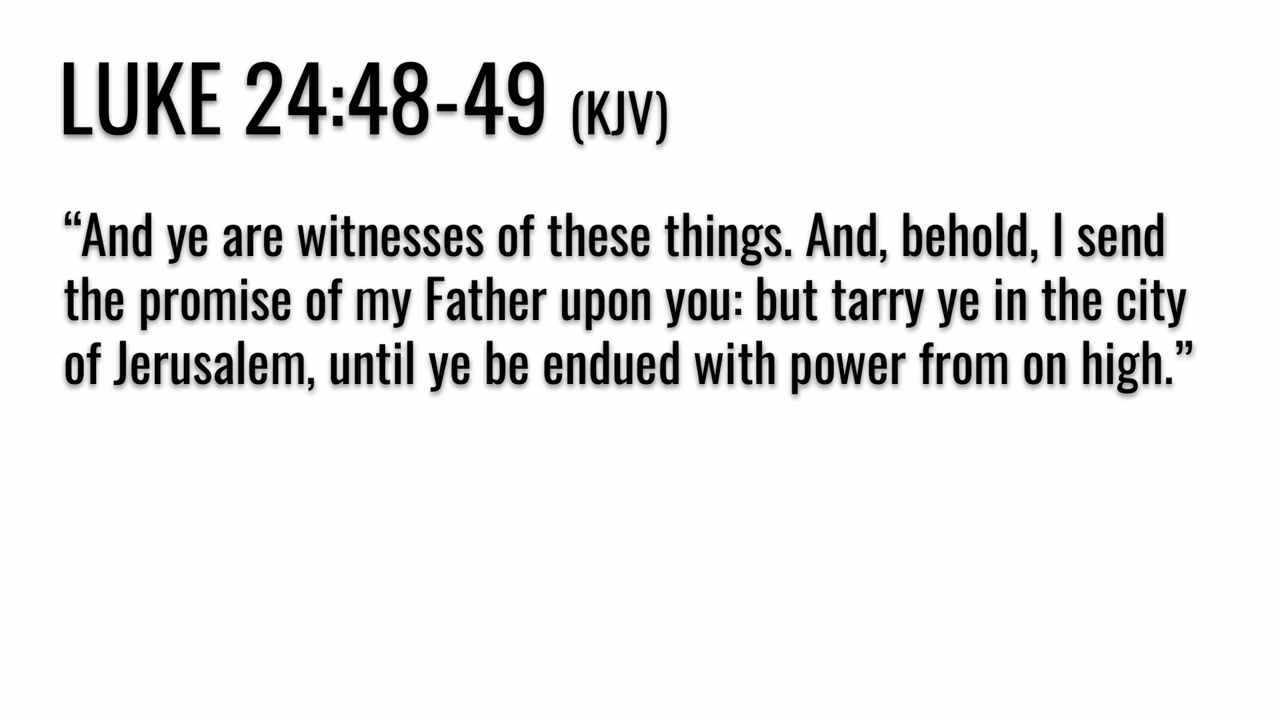 LUKE 24:48-49 (KJV)
“And ye are witnesses of these things. And, behold, I send
the promise of my Father upon you: but tarry ye in the city
of Jerusalem, until ye be endued with power from on high.”